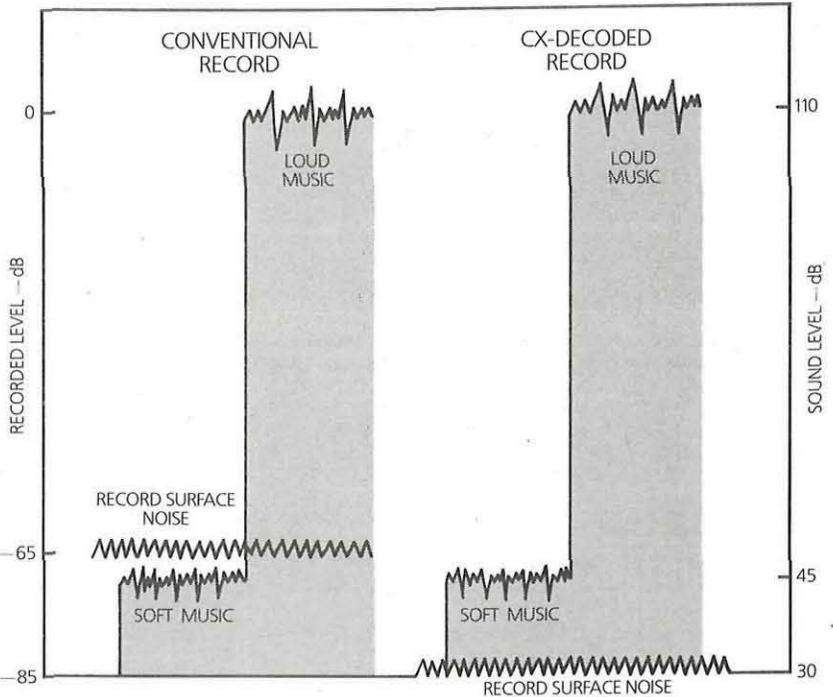 CONVENTIONAL
RECORD
CX-DECODED
RECORD
0
110
LOUD
MUSIC
LOUD
MUSIC
RECORDED LEVEL — dB
SOUND LEVEL — dB
RECORD SURFACE
NOISE
—65
45
SOFT MUSIC
SOFT MUSIC
—85
30
RECORD SURFACE NOISE